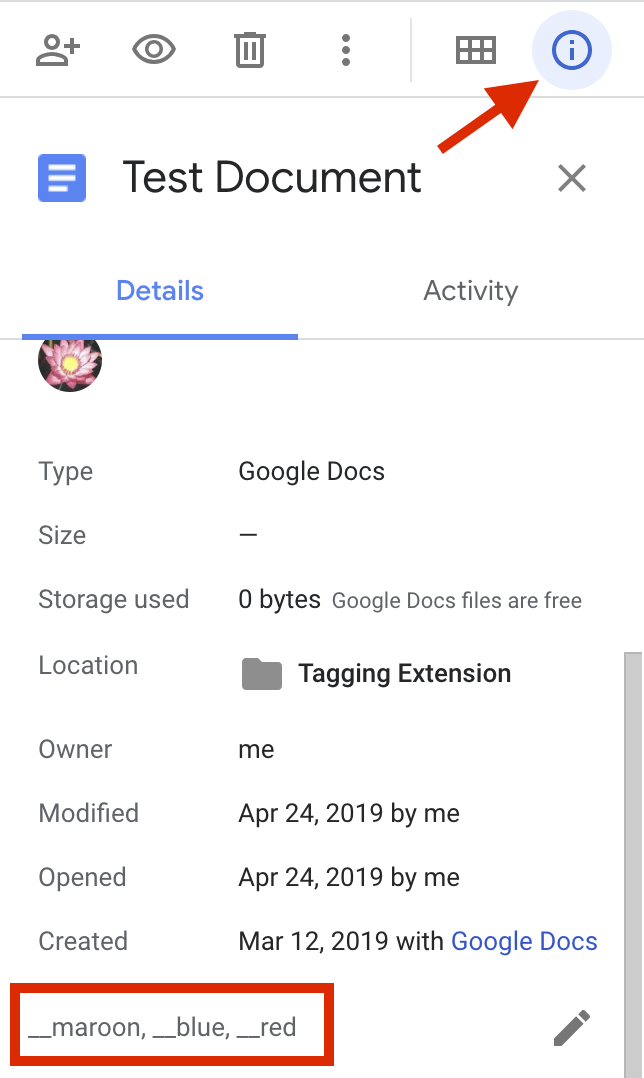 Test Document
Details Activity
Type Google Docs
Size —
Storage used 0 bytes Google Docs files are free
Location Tagging Extension
Owner me
Modified Apr 24, 2019 by me
Opened Apr 24, 2019 by me
Created Mar 12, 2019 with Google Docs
__maroon, __blue, __red